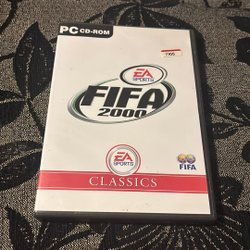 PC CD-ROM
EA
SPORTS
FIFA
2000
EA
SPORTS
FIFA
CLASSICS